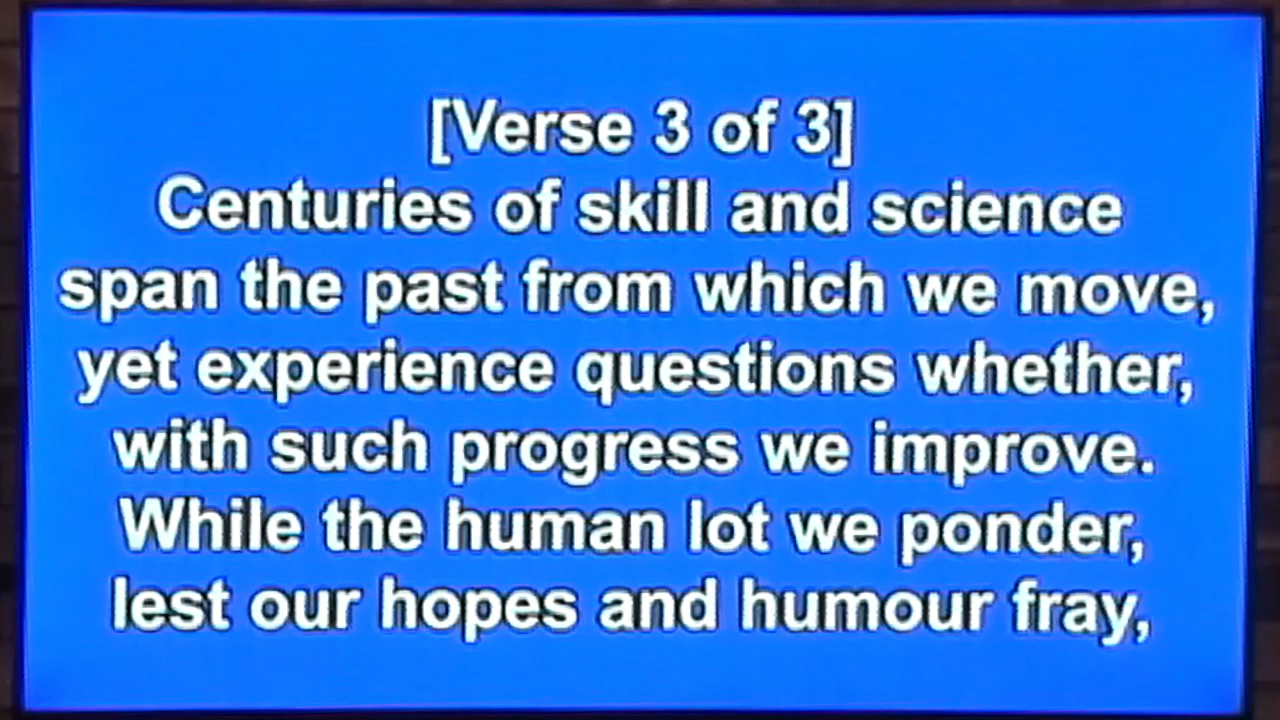 [Verse 3 of 3]
Centuries of skill and science
span the past from which we move,
yet experience questions whether,
with such progress we improve.
While the human lot we ponder,
lest our hopes and humour fray,